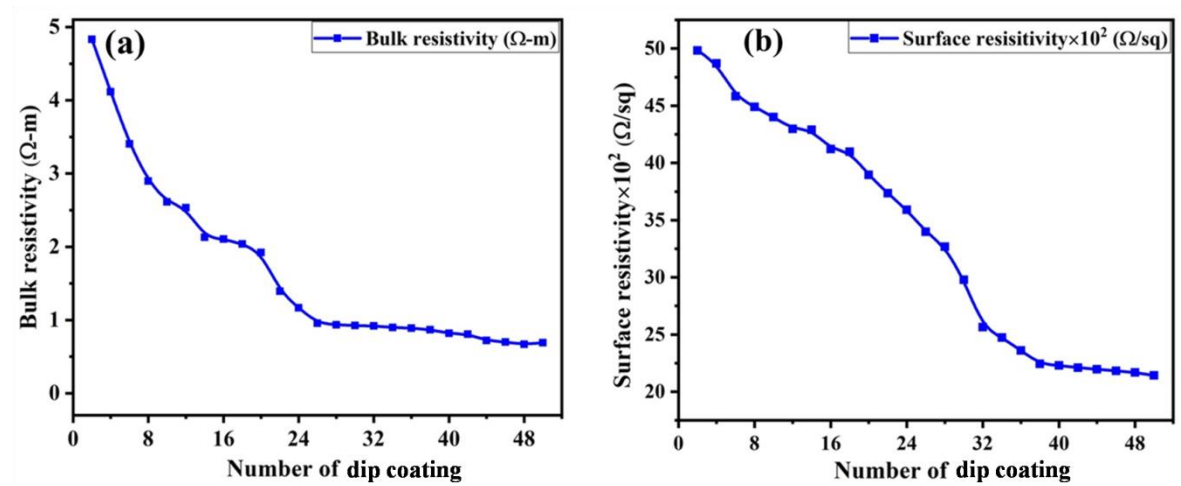 (a)
Bulk resistivity (Ω-m)
Bulk resistivity (Ω-m)
5
4
3
2
1
0
0 8 16 24 32 40 48
Number of dip coating
(b)
Surface resisitivity×10² (Ω/sq)
Surface resistivity×10² (Ω/sq)
50
45
40
35
30
25
20
0 8 16 24 32 40 48
Number of dip coating